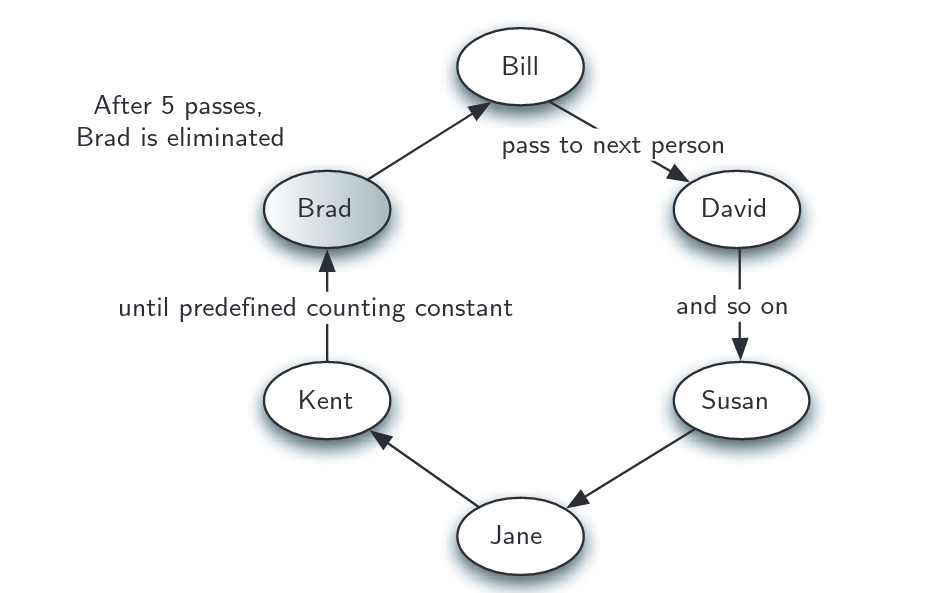 Bill
After 5 passes,
Brad is eliminated
pass to next person
Brad
David
until predefined counting constant
and so on
Kent
Susan
Jane